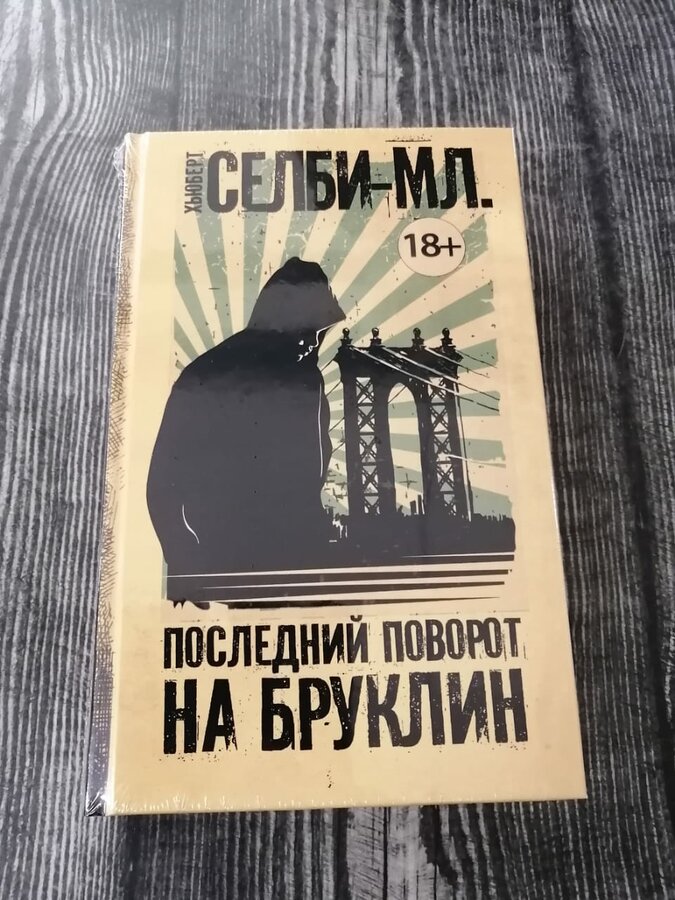 ХЬЮБЕРТ
СЕЛБИ-МЛ.
18+
ПОСЛЕДНИЙ ПОВОРОТ
НА БРУКЛИН